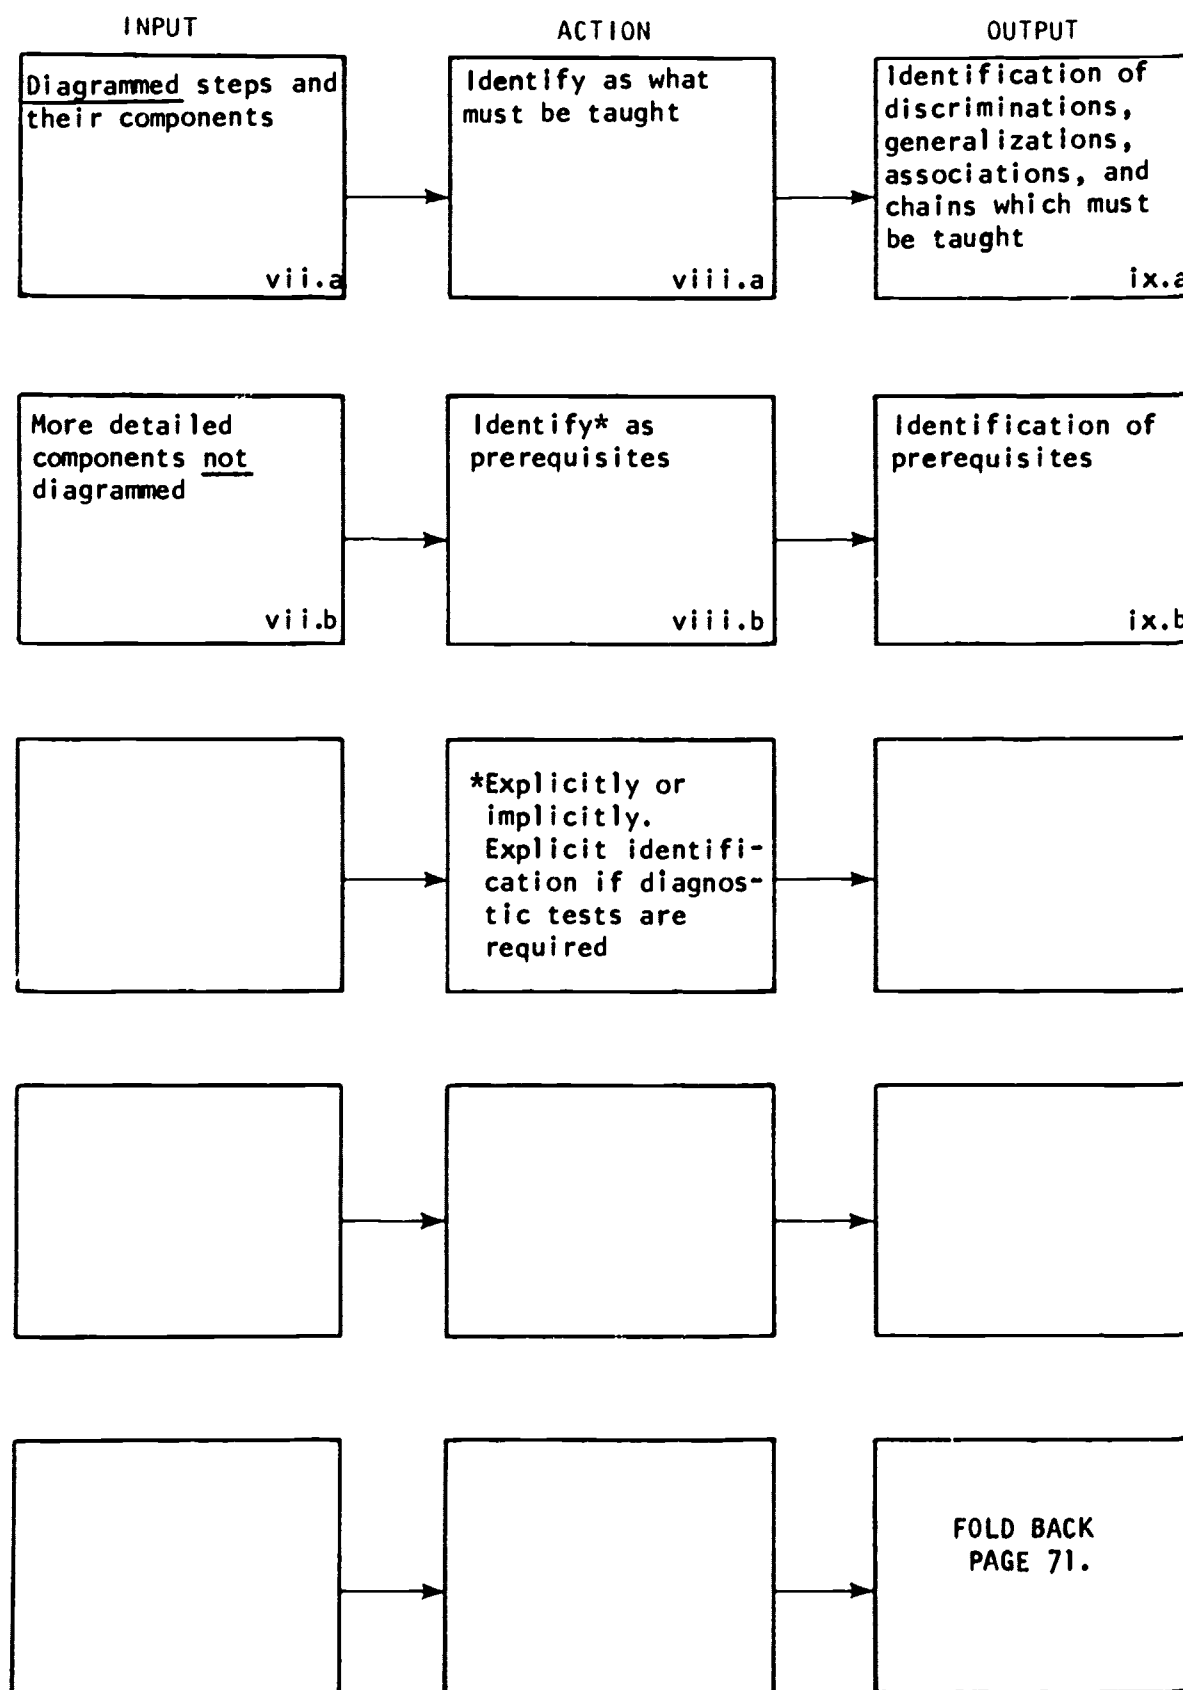 INPUT
ACTION
OUTPUT
Diagrammed steps and
their components
vii.a
Identify as what
must be taught
viii.a
Identification of
discriminations,
generalizations,
associations, and
chains which must
be taught
ix.a
More detailed
components not
diagrammed
vii.b
Identify* as
prerequisites
viii.b
Identification of
prerequisites
ix.b
*Explicitly or
implicitly.
Explicit identifi-
cation if diagnos-
tic tests are
required
FOLD BACK
PAGE 71.